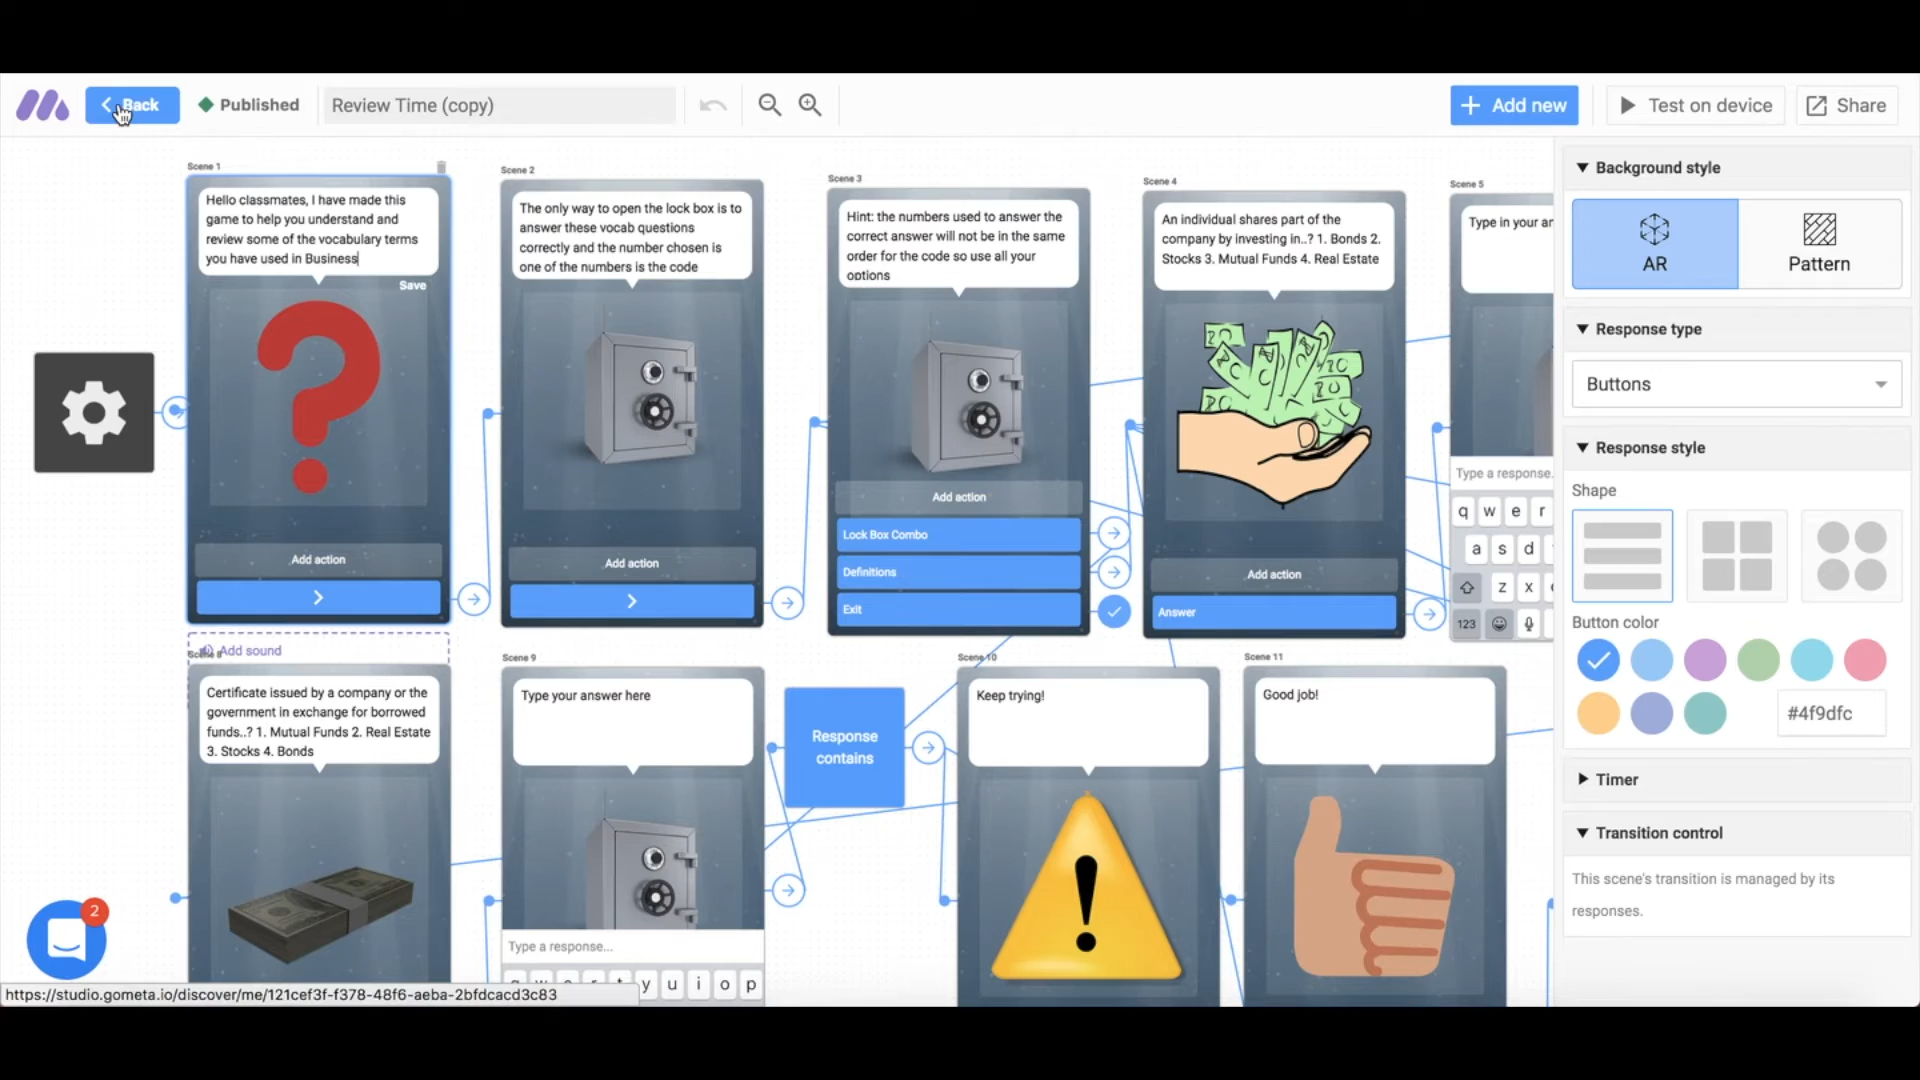 Back
Published
Review Time (copy)
Add new
Test on device
Share
Scene 1
Hello classmates, I have made this
game to help you understand and
review some of the vocabulary terms
you have used in Business
Save
Add action
Add sound
Scene 2
The only way to open the lock box is to
answer these vocab questions
correctly and the number chosen is
one of the numbers is the code
Add action
Scene 3
Hint: the numbers used to answer the
correct answer will not be in the same
order for the code so use all your
options
Add action
Lock Box Combo
Definitions
Exit
Scene 4
An individual shares part of the
company by investing in..? 1. Bonds 2.
Stocks 3. Mutual Funds 4. Real Estate
Add action
Answer
Scene 5
Type in your an
Type a response.
q w e r
a s d
z x
123
Scene 8
Certificate issued by a company or the
government in exchange for borrowed
funds..? 1. Mutual Funds 2. Real Estate
3. Stocks 4. Bonds
Scene 9
Type your answer here
Type a response...
y u i o p
Response
contains
Scene 10
Keep trying!
Scene 11
Good job!
Background style
AR
Pattern
Response type
Buttons
Response style
Shape
Button color
#4f9dfc
Timer
Transition control
This scene's transition is managed by its
responses.
2
https://studio.gometa.io/discover/me/121cef3f-f378-48f6-aeba-2bfdcacd3c83